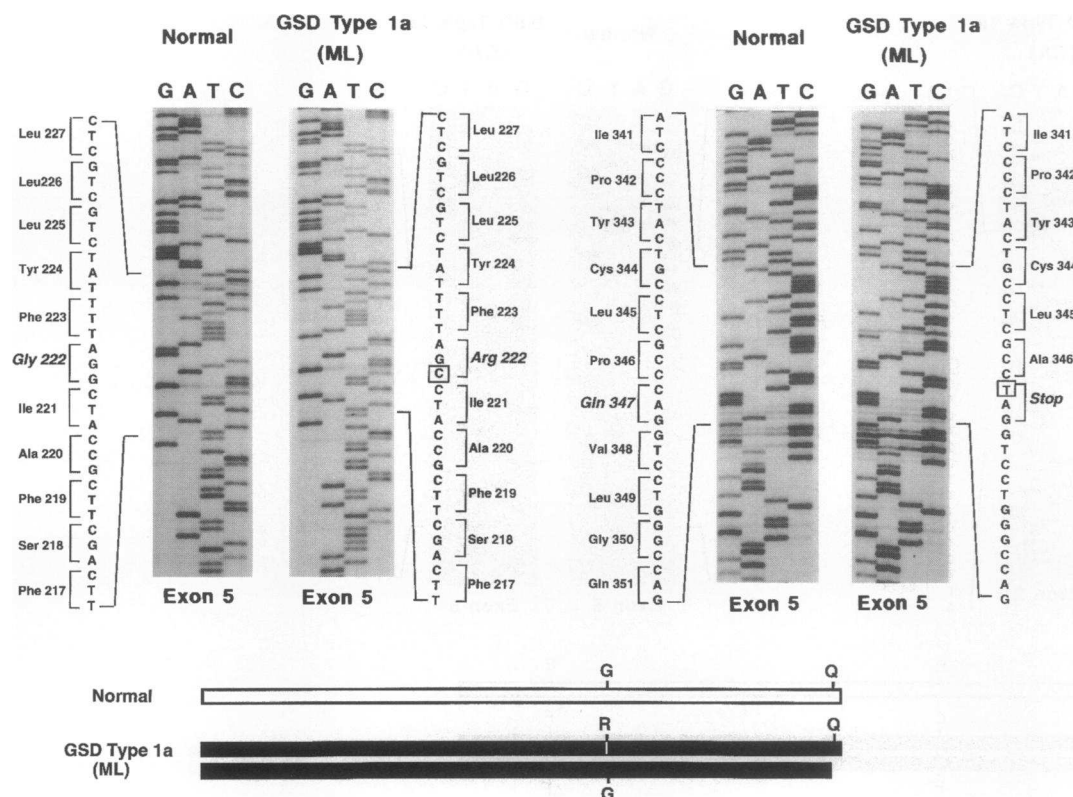 Normal
GSD Type 1a
(ML)
G A T C
G A T C
Leu 227
Leu226
Leu 225
Tyr 224
Phe 223
Gly 222
Ile 221
Ala 220
Phe 219
Ser 218
Phe 217
C
T
C
G
T
C
G
T
C
T
A
T
T
T
T
A
G
G
C
T
A
C
C
G
C
T
T
C
G
A
C
T
T
C
T
C
G
T
C
G
T
C
T
A
T
T
T
T
A
G
C
C
T
A
C
C
G
C
T
T
C
G
A
C
T
T
Leu 227
Leu226
Leu 225
Tyr 224
Phe 223
Arg 222
Ile 221
Ala 220
Phe 219
Ser 218
Phe 217
Exon 5
Exon 5
Normal
GSD Type 1a
(ML)
G A T C
G A T C
Ile 341
Pro 342
Tyr 343
Cys 344
Leu 345
Pro 346
Gln 347
Val 348
Leu 349
Gly 350
Gln 351
A
T
C
C
C
C
T
A
C
T
G
C
C
T
C
G
C
C
C
A
G
G
T
C
C
T
G
G
G
C
C
A
G
A
T
C
C
C
C
T
A
C
T
G
C
C
T
C
G
C
C
T
A
G
G
T
C
C
T
G
G
G
C
C
A
G
Ile 341
Pro 342
Tyr 343
Cys 344
Leu 345
Ala 346
Stop
Exon 5
Exon 5
G Q
Normal
R Q
GSD Type 1a
(ML)
G